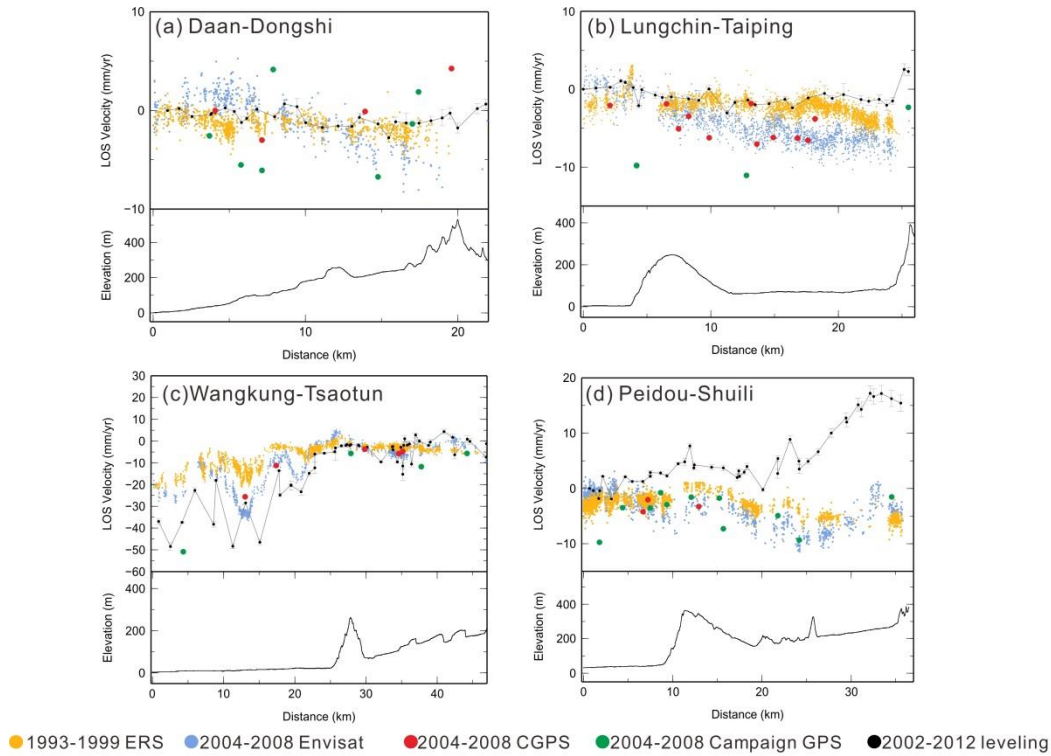 (a) Daan-Dongshi
10
0
−10
LOS Velocity (mm/yr)
400
200
0
Elevation (m)
0
10
20
Distance (km)
(b) Lungchin-Taiping
10
0
−10
LOS Velocity (mm/yr)
400
200
0
Elevation (m)
0
10
20
Distance (km)
(c)Wangkung-Tsaotun
30
20
10
0
−10
−20
−30
−40
−50
−60
LOS Velocity (mm/yr)
400
200
0
Elevation (m)
0
10
20
30
40
Distance (km)
(d) Peidou-Shuili
20
10
0
−10
LOS Velocity (mm/yr)
400
200
0
Elevation (m)
0
10
20
30
Distance (km)
1993-1999 ERS 2004-2008 Envisat 2004-2008 CGPS 2004-2008 Campaign GPS 2002-2012 leveling